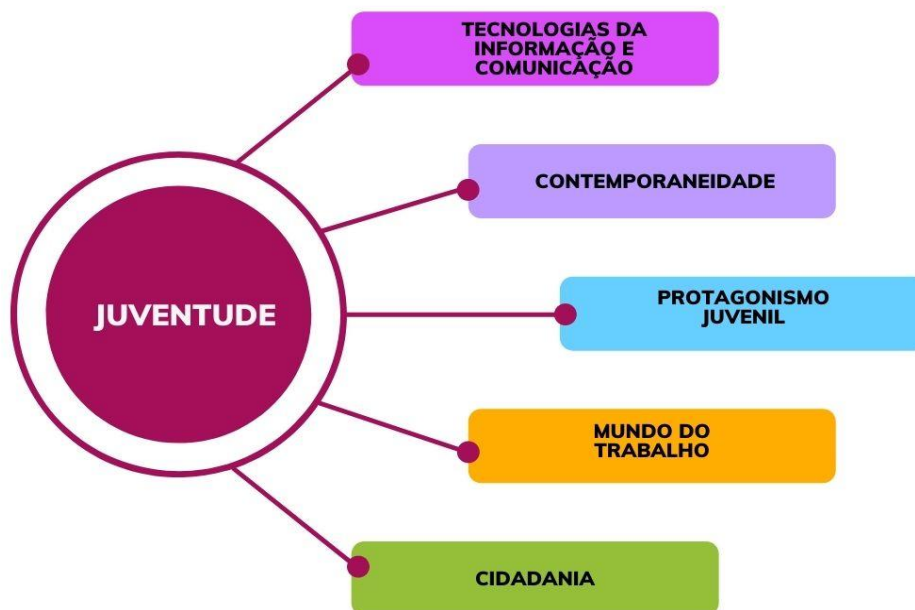 TECNOLOGIAS DA
INFORMAÇÃO E
COMUNICAÇÃO
CONTEMPORANEIDADE
JUVENTUDE
PROTAGONISMO
JUVENIL
MUNDO DO
TRABALHO
CIDADANIA